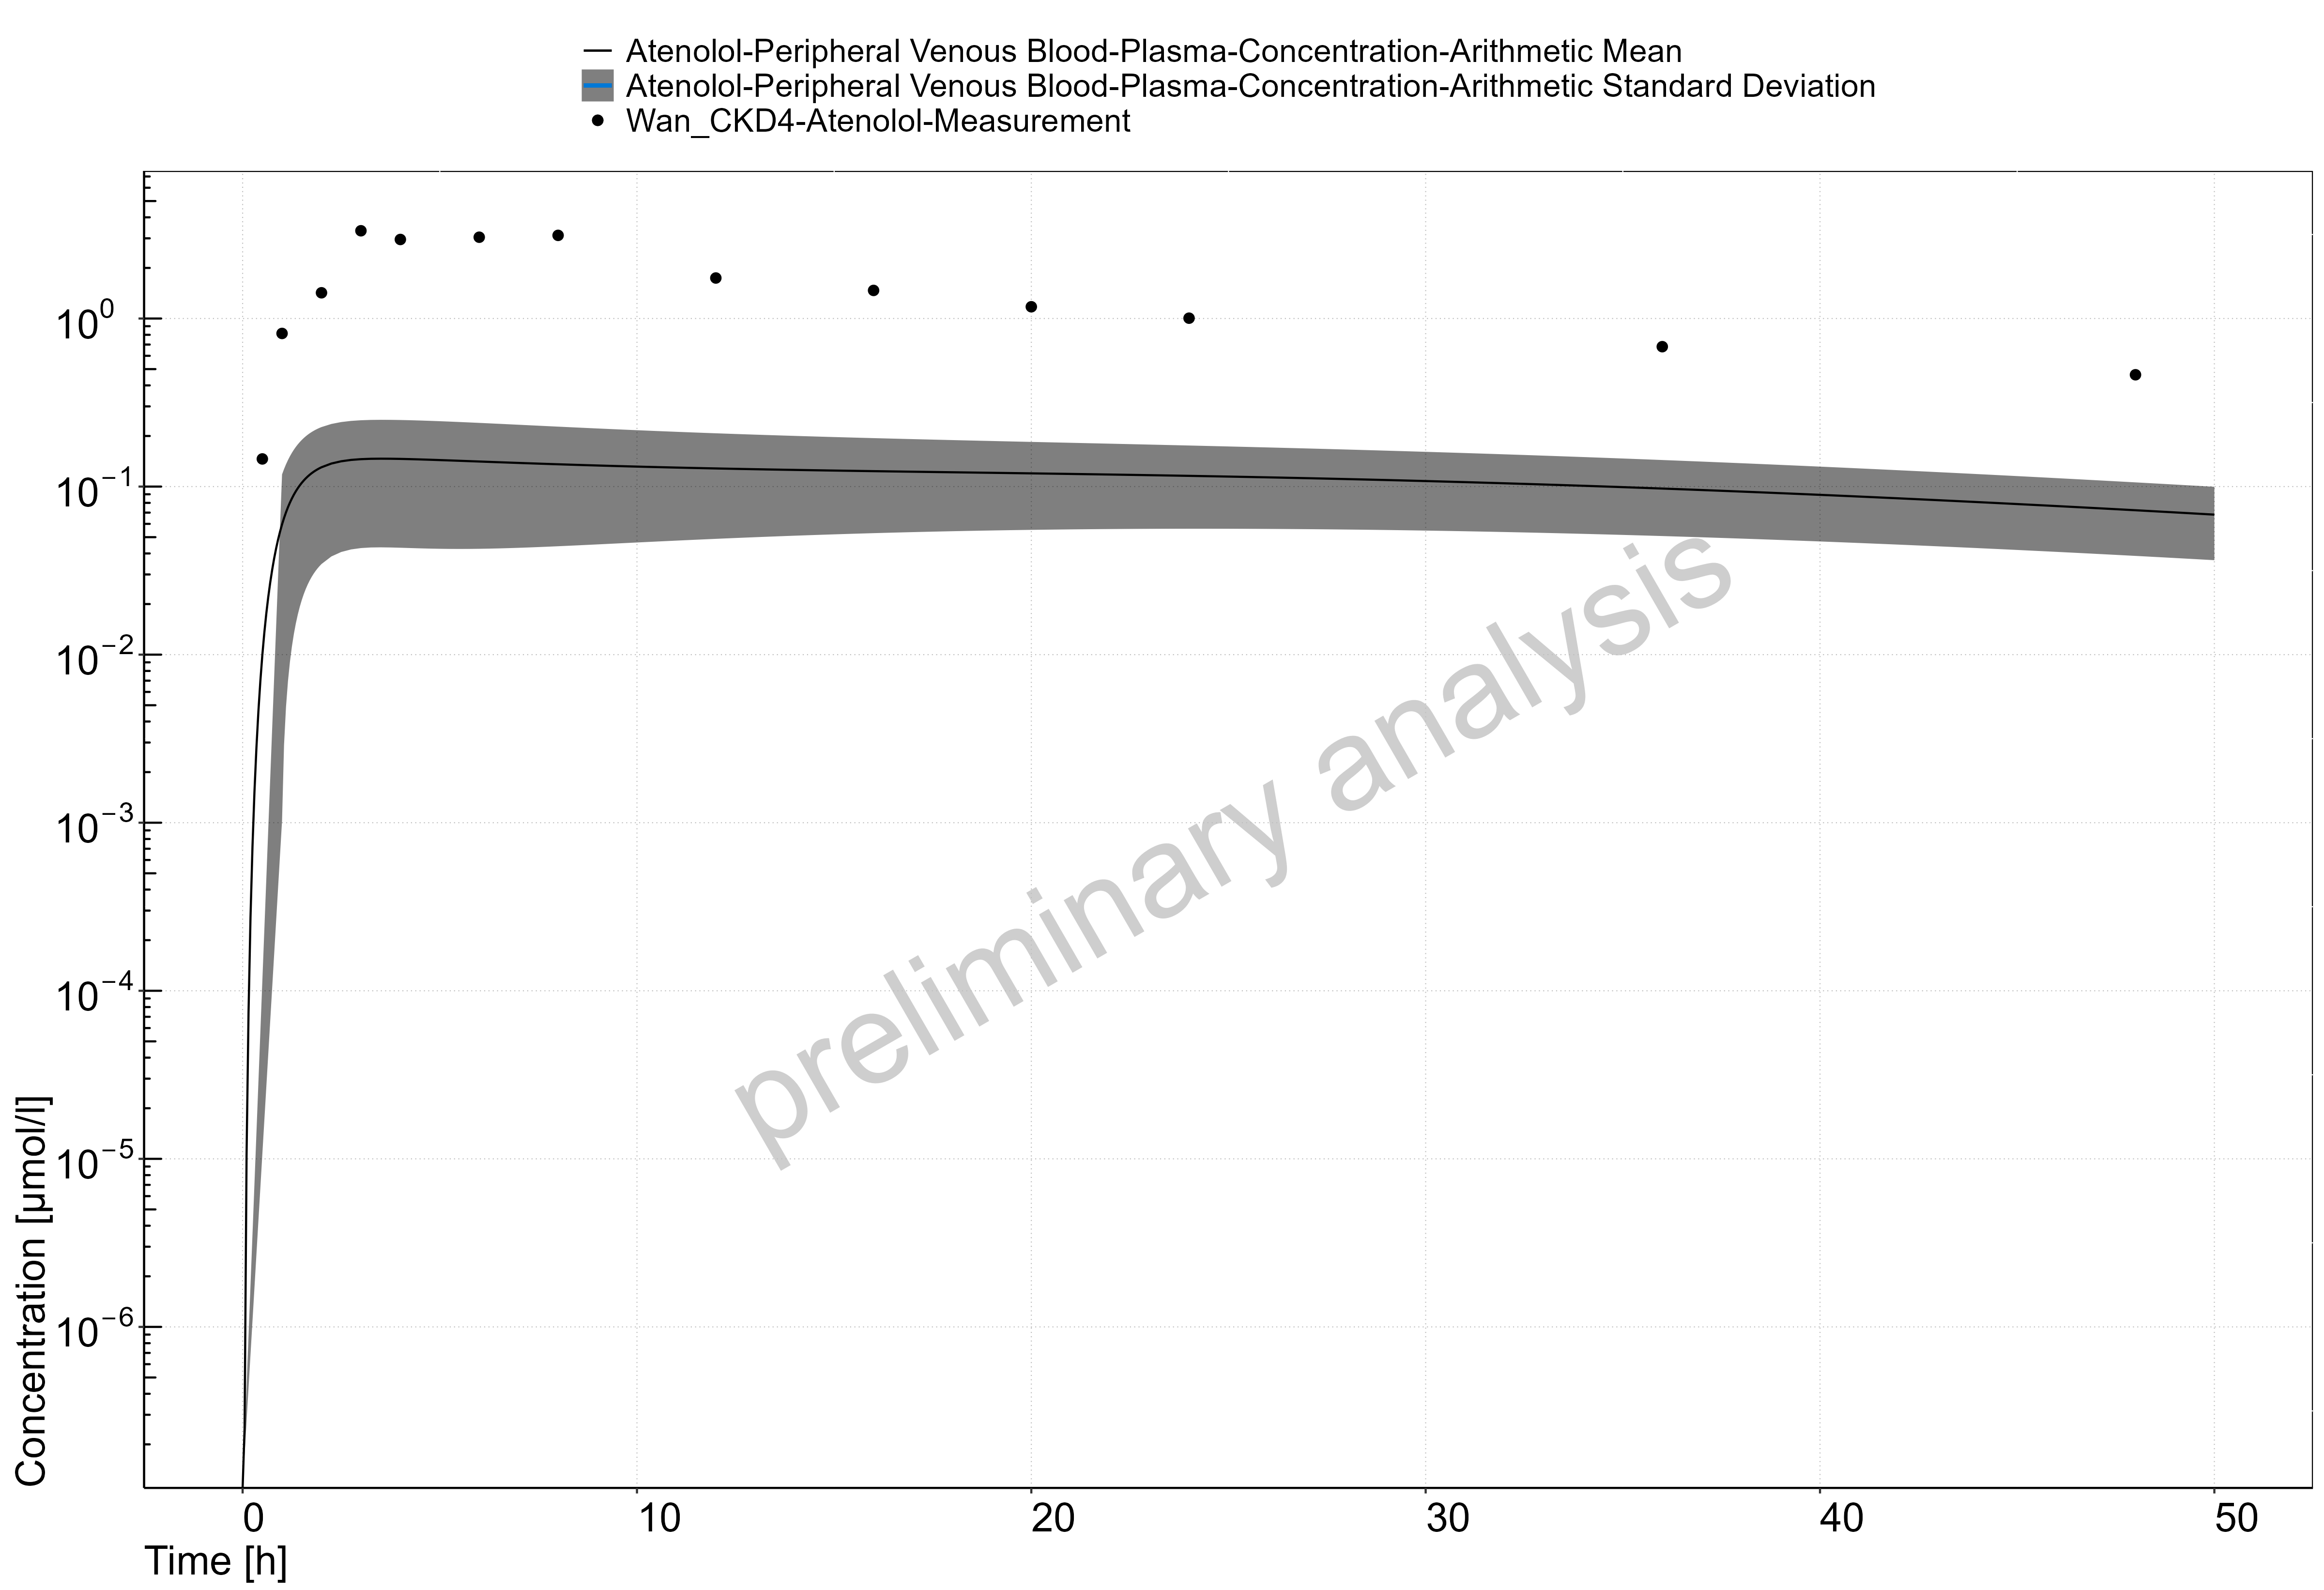 Atenolol-Peripheral Venous Blood-Plasma-Concentration-Arithmetic Mean
Atenolol-Peripheral Venous Blood-Plasma-Concentration-Arithmetic Standard Deviation
Wan_CKD4-Atenolol-Measurement
Concentration [µmol/l]
10⁰
10⁻¹
10⁻²
10⁻³
10⁻⁴
10⁻⁵
10⁻⁶
preliminary analysis
0 10 20 30 40 50
Time [h]